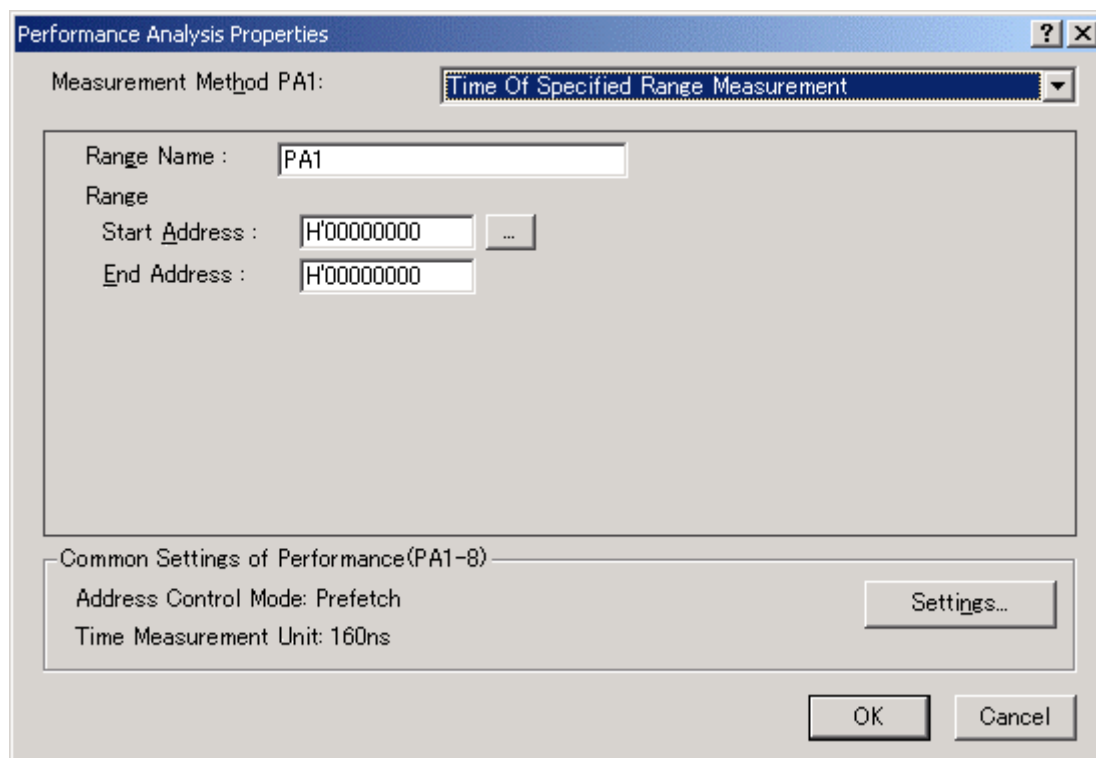 Performance Analysis Properties
Measurement Method PA1: Time Of Specified Range Measurement
Range Name : PA1
Range
Start Address : H'00000000 ...
End Address : H'00000000
Common Settings of Performance(PA1-8)
Address Control Mode: Prefetch
Settings...
Time Measurement Unit: 160ns
OK Cancel